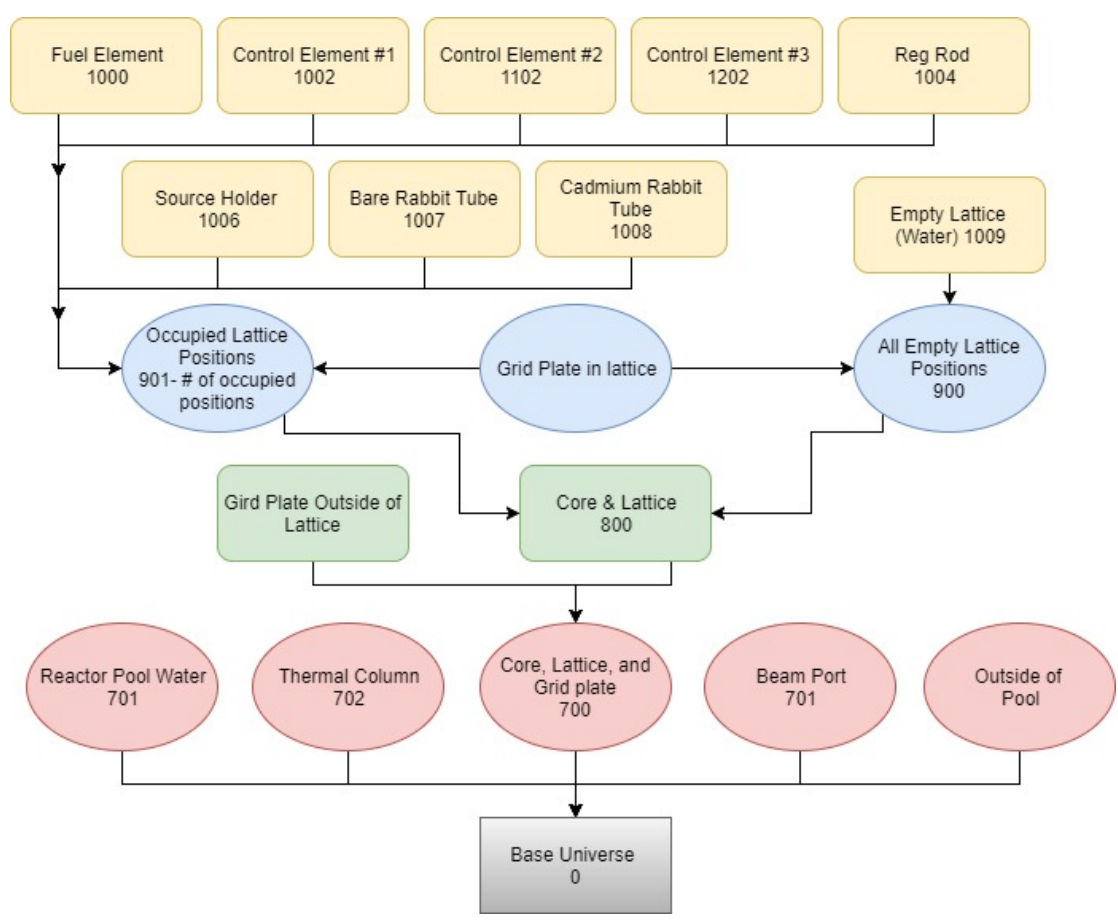 Fuel Element
1000
Control Element #1
1002
Control Element #2
1102
Control Element #3
1202
Reg Rod
1004
Source Holder
1006
Bare Rabbit Tube
1007
Cadmium Rabbit
Tube
1008
Empty Lattice
(Water) 1009
Occupied Lattice
Positions
901- # of occupied
positions
Grid Plate in lattice
All Empty Lattice
Positions
900
Gird Plate Outside of
Lattice
Core & Lattice
800
Reactor Pool Water
701
Thermal Column
702
Core, Lattice, and
Grid plate
700
Beam Port
701
Outside of
Pool
Base Universe
0